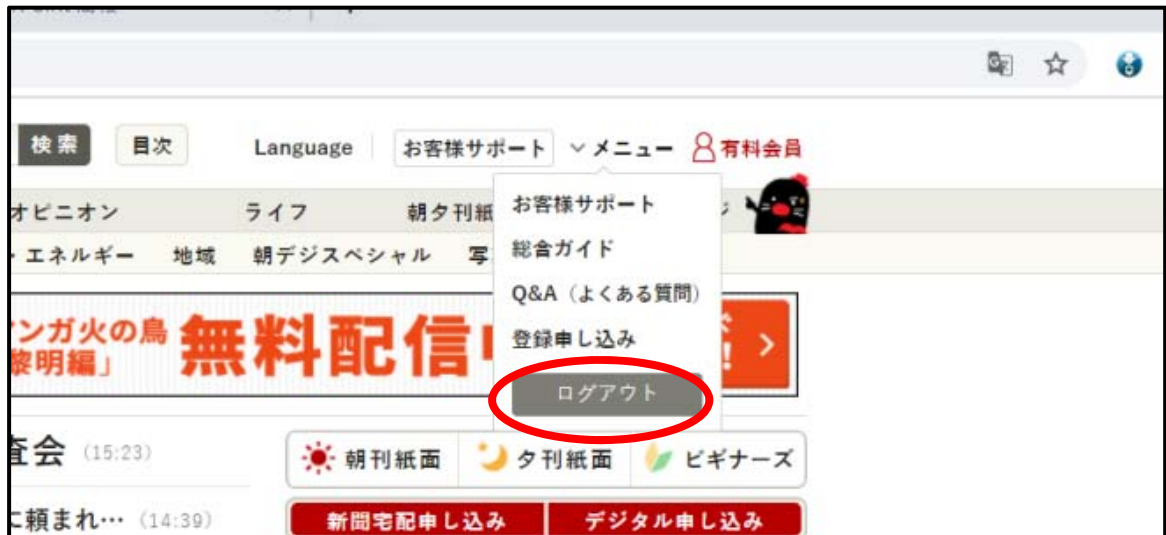 検索 目次 Language お客様サポート メニュー 有料会員
オピニオン ライフ 朝夕刊紙
エネルギー 地域 朝デジスペシャル 写
お客様サポート
総合ガイド
Q&A（よくある質問）
登録申し込み
ログアウト
ンガ火の鳥
黎明編」
無料配信
査会 (15:23)
朝刊紙面 夕刊紙面 ビギナーズ
に頼まれ… (14:39)
新聞宅配申し込み デジタル申し込み